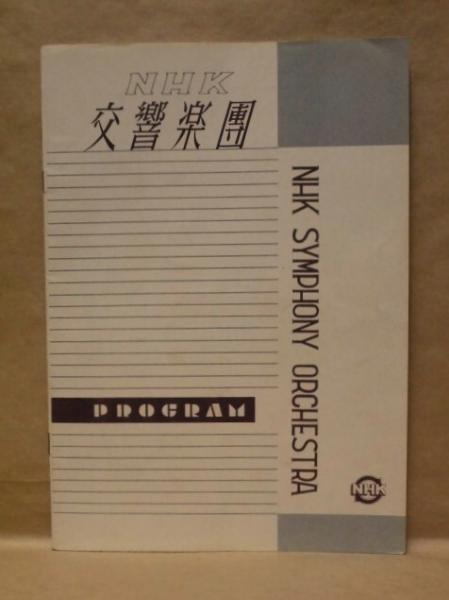 NHK
交響楽團
NHK SYMPHONY ORCHESTRA
PROGRAM
NHK